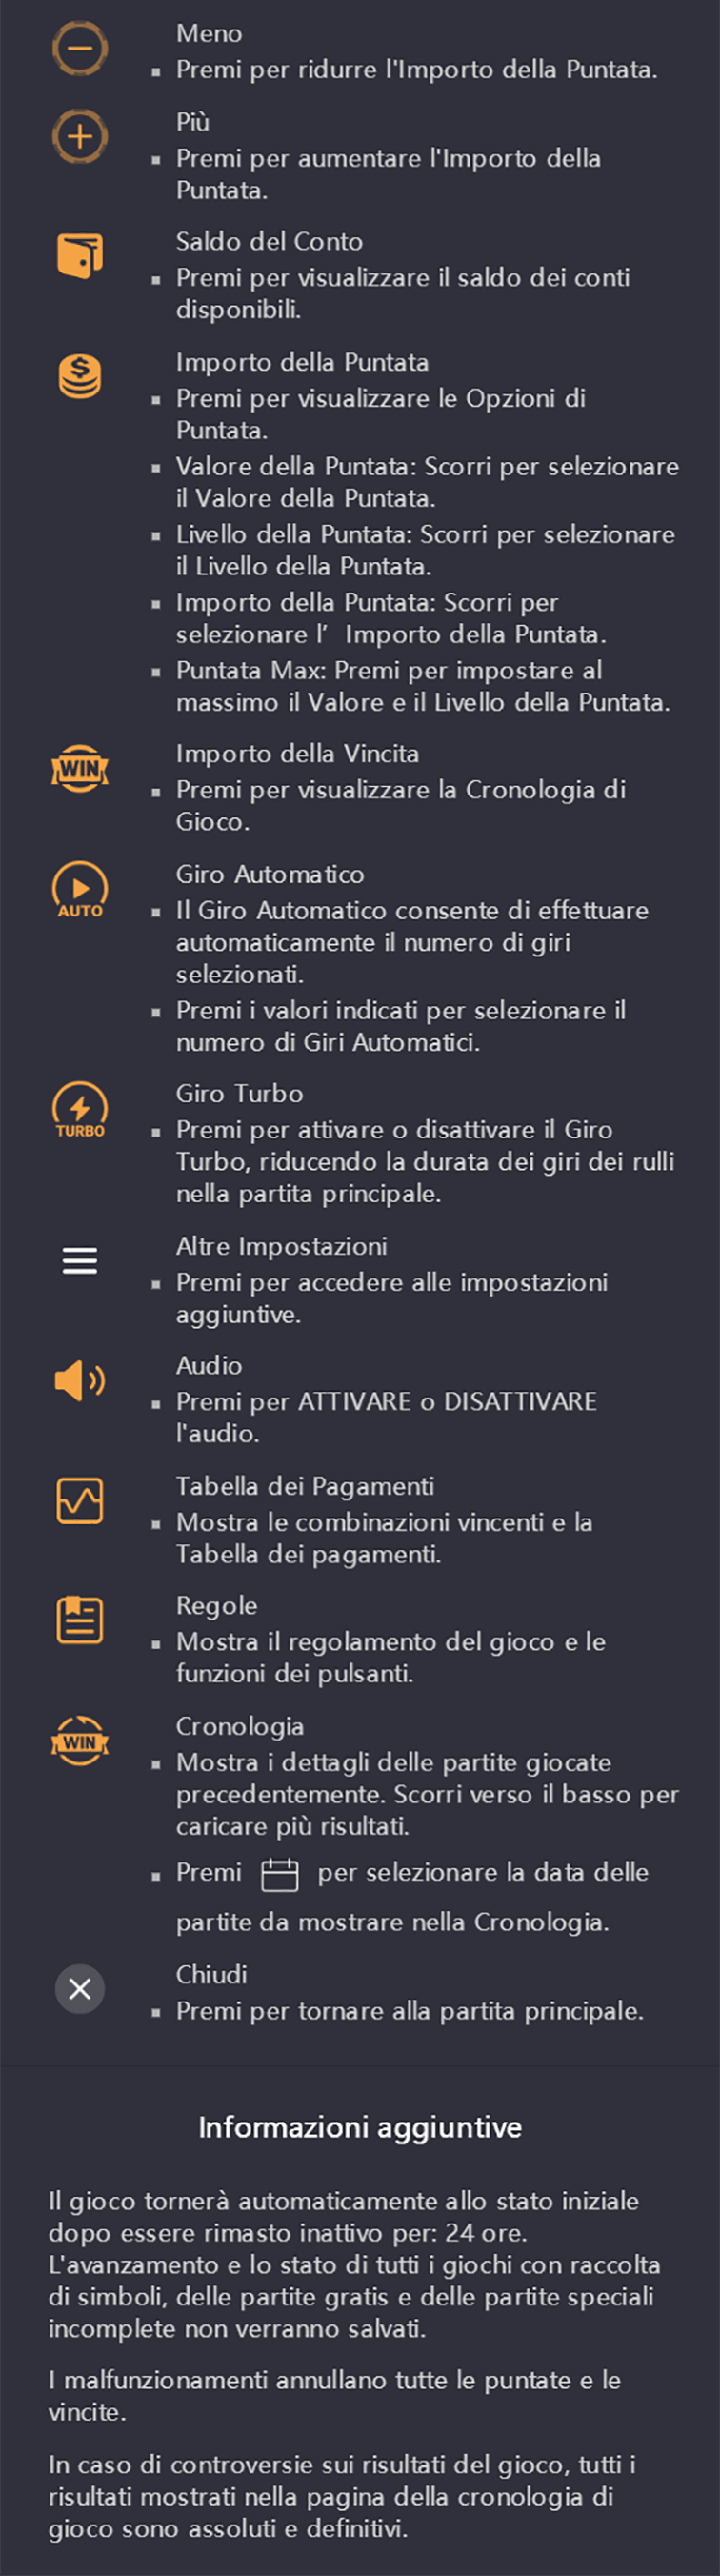 Meno
▪ Premi per ridurre l'Importo della Puntata.
Più
▪ Premi per aumentare l'Importo della
Puntata.
Saldo del Conto
▪ Premi per visualizzare il saldo dei conti
disponibili.
$
Importo della Puntata
▪ Premi per visualizzare le Opzioni di
Puntata.
▪ Valore della Puntata: Scorri per selezionare
il Valore della Puntata.
▪ Livello della Puntata: Scorri per selezionare
il Livello della Puntata.
▪ Importo della Puntata: Scorri per
selezionare l’ Importo della Puntata.
▪ Puntata Max: Premi per impostare al
massimo il Valore e il Livello della Puntata.
WIN
Importo della Vincita
▪ Premi per visualizzare la Cronologia di
Gioco.
AUTO
Giro Automatico
▪ Il Giro Automatico consente di effettuare
automaticamente il numero di giri
selezionati.
▪ Premi i valori indicati per selezionare il
numero di Giri Automatici.
TURBO
Giro Turbo
▪ Premi per attivare o disattivare il Giro
Turbo, riducendo la durata dei giri dei rulli
nella partita principale.
Altre Impostazioni
▪ Premi per accedere alle impostazioni
aggiuntive.
Audio
▪ Premi per ATTIVARE o DISATTIVARE
l'audio.
Tabella dei Pagamenti
▪ Mostra le combinazioni vincenti e la
Tabella dei pagamenti.
Regole
▪ Mostra il regolamento del gioco e le
funzioni dei pulsanti.
WIN
Cronologia
▪ Mostra i dettagli delle partite giocate
precedentemente. Scorri verso il basso per
caricare più risultati.
▪ Premi per selezionare la data delle
partite da mostrare nella Cronologia.
Chiudi
▪ Premi per tornare alla partita principale.
Informazioni aggiuntive
Il gioco tornerà automaticamente allo stato iniziale
dopo essere rimasto inattivo per: 24 ore.
L'avanzamento e lo stato di tutti i giochi con raccolta
di simboli, delle partite gratis e delle partite speciali
incomplete non verranno salvati.
I malfunzionamenti annullano tutte le puntate e le
vincite.
In caso di controversie sui risultati del gioco, tutti i
risultati mostrati nella pagina della cronologia di
gioco sono assoluti e definitivi.